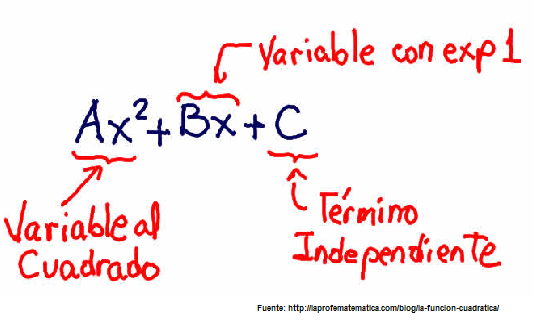 Variable con exp 1
Ax²+Bx+C
Variable al
Cuadrado
Término
Independiente
Fuente: http://laprofematematica.com/blog/la-funcion-cuadratica/